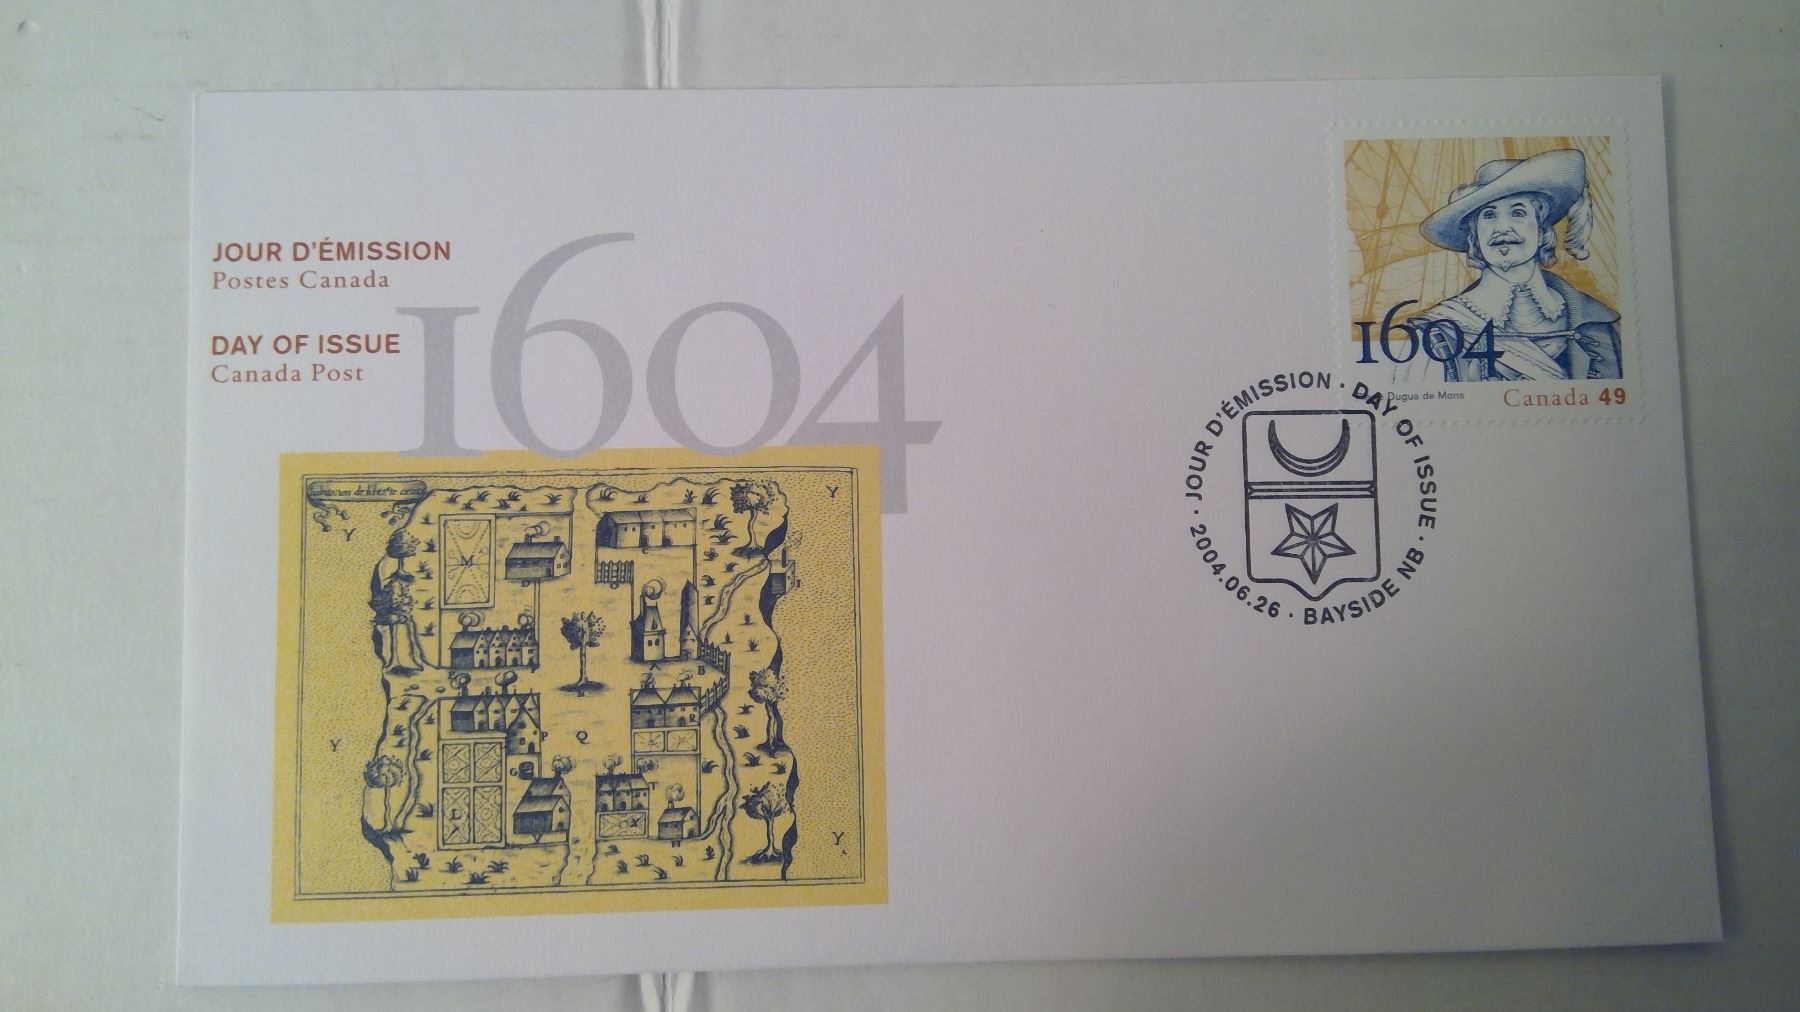 JOUR D'ÉMISSION
Postes Canada
DAY OF ISSUE
Canada Post
1604
1604
Dugua de Mons
Canada 49
JOUR D'ÉMISSION · DAY OF ISSUE · BAYSIDE NB · 2004.06.26 ·
Y
Y
M
I
C
A
B
R
P
Q
Y
G
T
L
X
Y
H